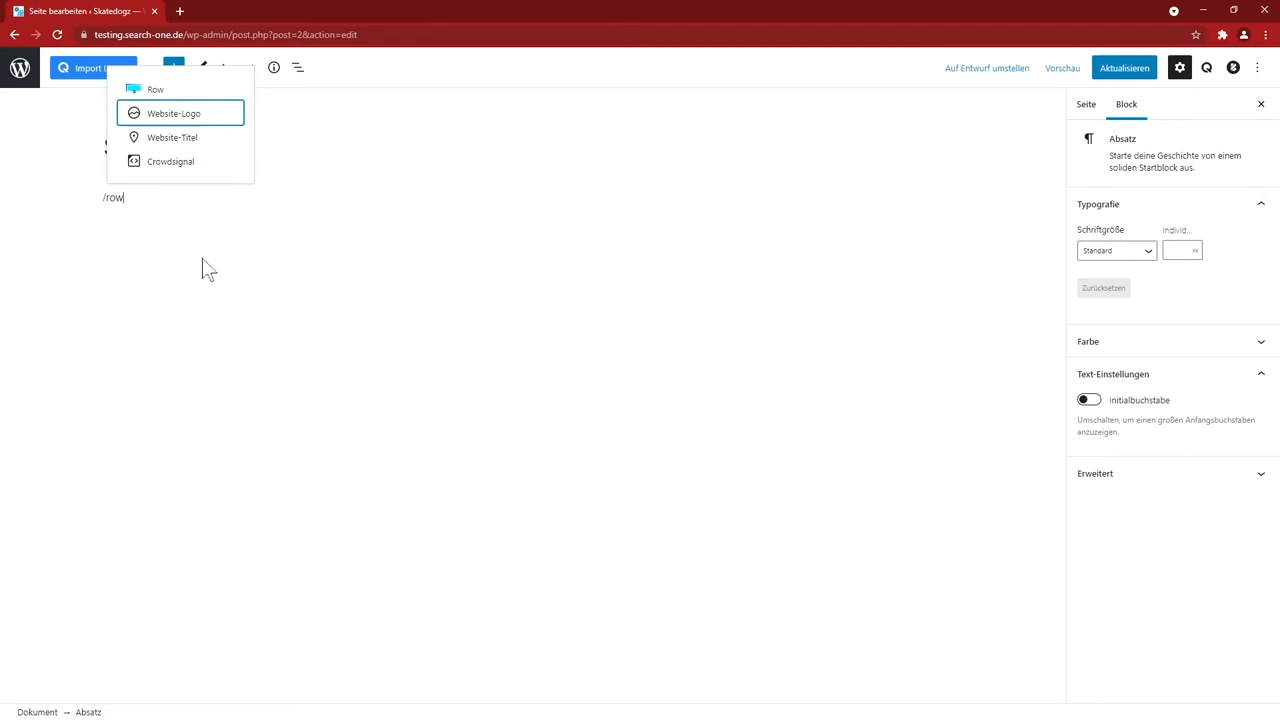 Seite bearbeiten ‹ Skatedogz —
testing.search-one.de/wp-admin/post.php?post=2&action=edit
Import
Auf Entwurf umstellen
Vorschau
Aktualisieren
Row
Website-Logo
Website-Titel
Crowdsignal
/row
Seite
Block
Absatz
Starte deine Geschichte von einem
soliden Startblock aus.
Typografie
Schriftgröße
Individ...
Standard
PX
Zurücksetzen
Farbe
Text-Einstellungen
Initialbuchstabe
Umschalten, um einen großen Anfangsbuchstaben
anzuzeigen.
Erweitert
Dokument → Absatz